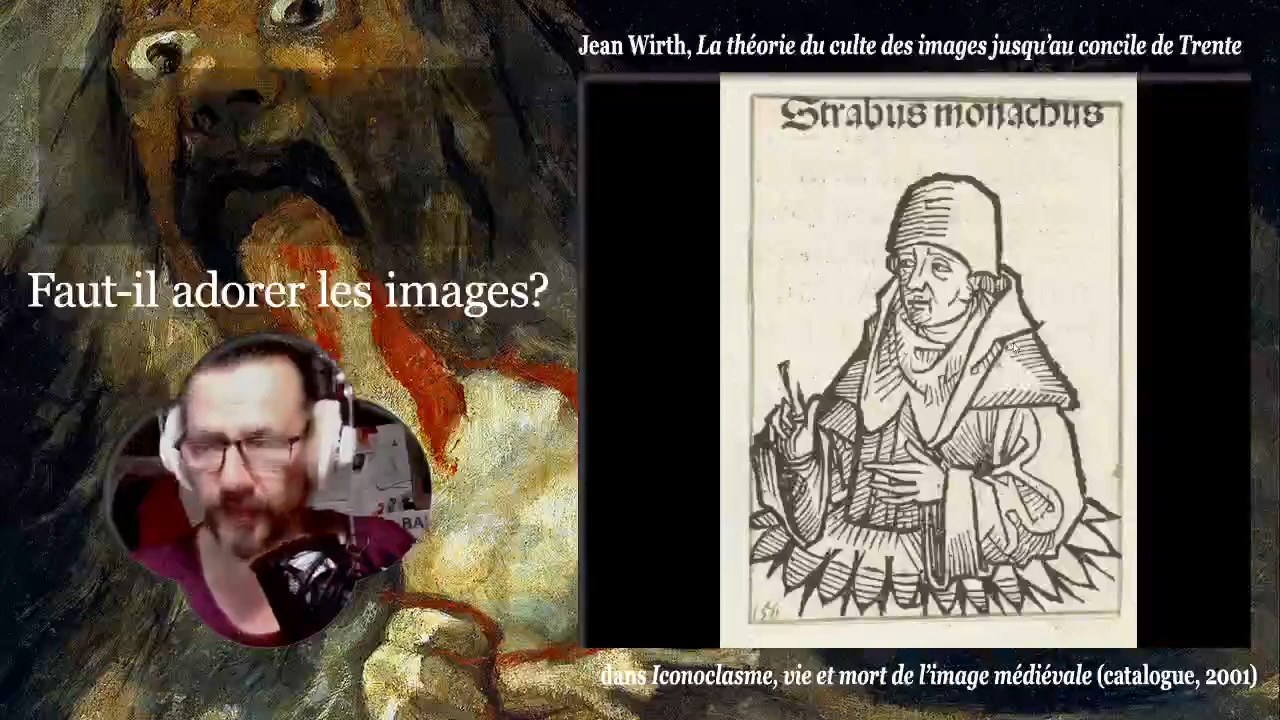 Jean Wirth, La théorie du culte des images jusqu'au concile de Trente
Strabus monachus
Faut-il adorer les images?
BA
dans Iconoclasme, vie et mort de l'image médiévale (catalogue, 2001)